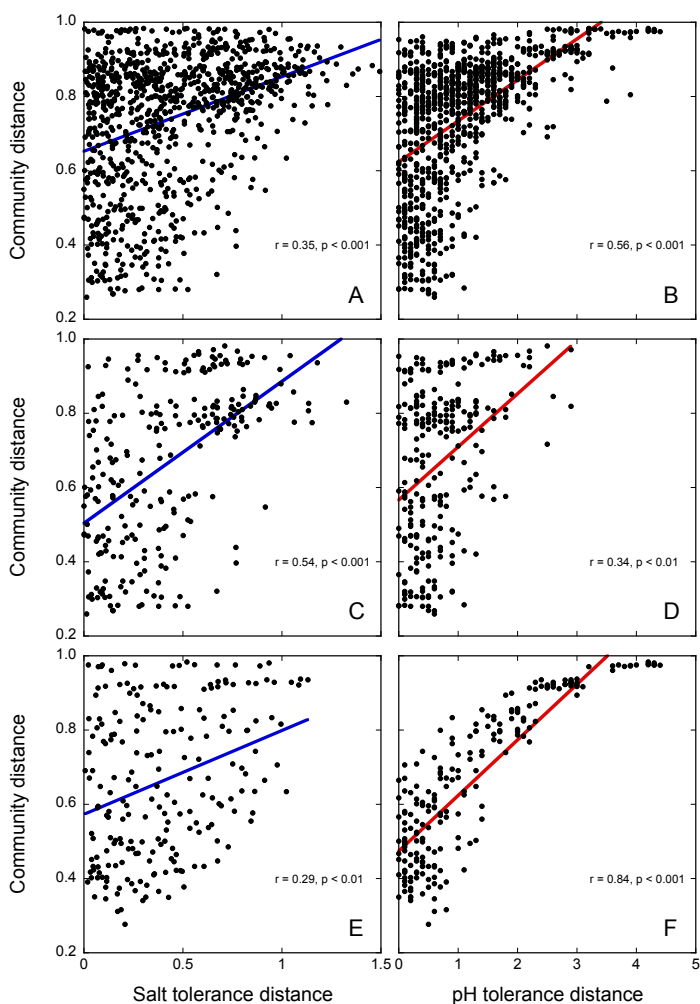 1.0
0.8
0.6
0.4
0.2
Community distance
r = 0.35, p < 0.001
A
r = 0.56, p < 0.001
B
1.0
0.8
0.6
0.4
0.2
Community distance
r = 0.54, p < 0.001
C
r = 0.34, p < 0.01
D
1.0
0.8
0.6
0.4
0.2
Community distance
r = 0.29, p < 0.01
E
r = 0.84, p < 0.001
F
0 0.5 1 1.5
0 1 2 3 4 5
Salt tolerance distance
pH tolerance distance